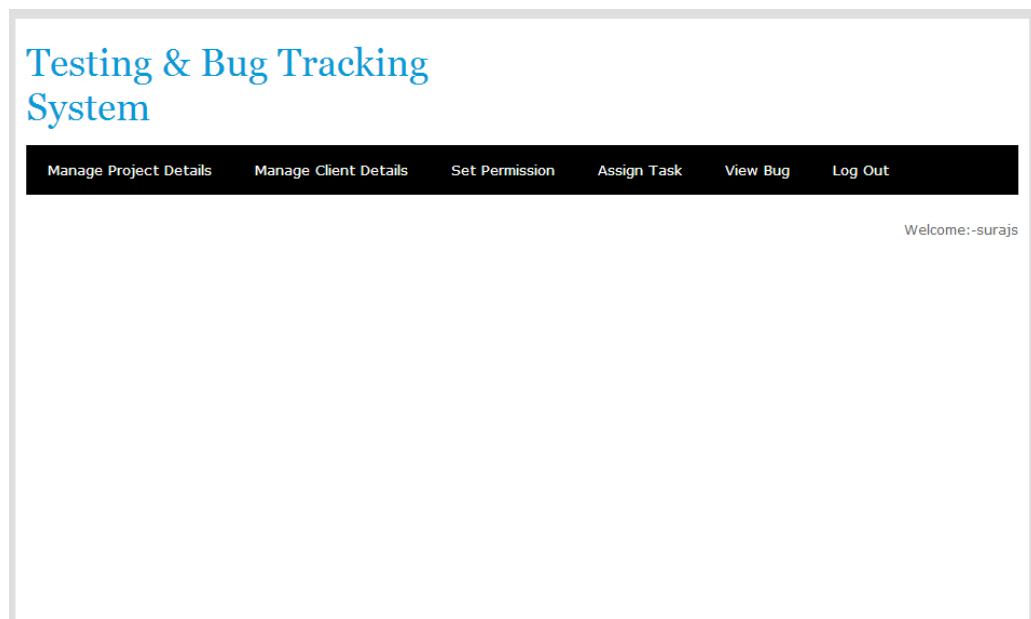 Testing & Bug Tracking
System
Manage Project Details Manage Client Details Set Permission Assign Task View Bug Log Out
Welcome:-surajs